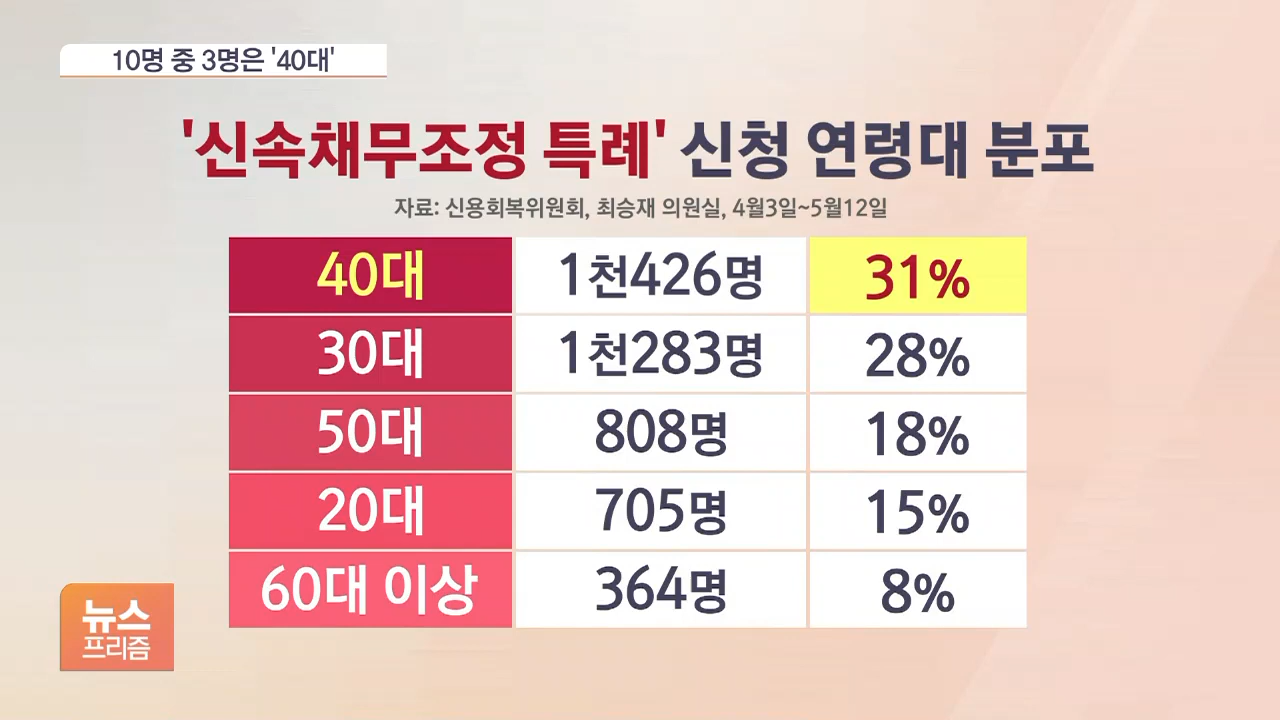 10명 중 3명은 '40대'
'신속채무조정 특례' 신청 연령대 분포
자료: 신용회복위원회, 최승재 의원실, 4월3일~5월12일
40대 1천426명 31%
30대 1천283명 28%
50대 808명 18%
20대 705명 15%
60대 이상 364명 8%
뉴스
프리즘